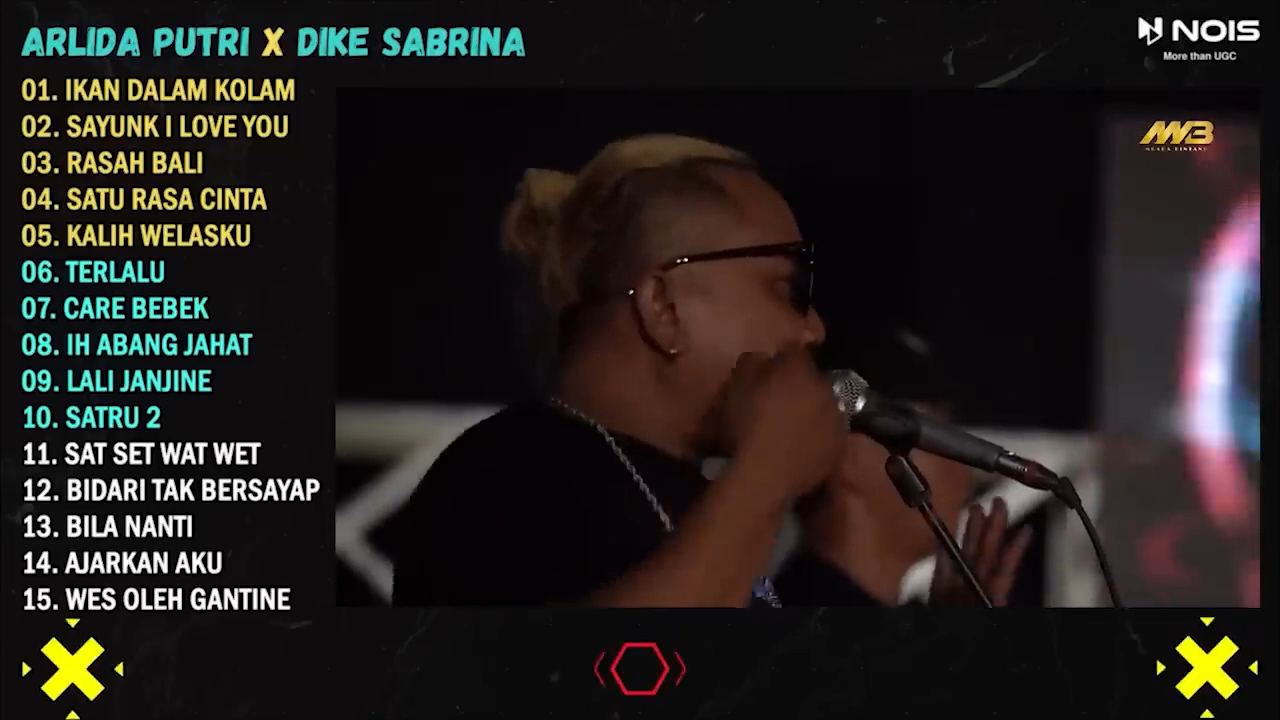 ARLIDA PUTRI X DIKE SABRINA
NOIS
More than UGC
01. IKAN DALAM KOLAM
02. SAYUNK I LOVE YOU
03. RASAH BALI
04. SATU RASA CINTA
05. KALIH WELASKU
06. TERLALU
07. CARE BEBEK
08. IH ABANG JAHAT
09. LALI JANJINE
10. SATRU 2
11. SAT SET WAT WET
12. BIDARI TAK BERSAYAP
13. BILA NANTI
14. AJARKAN AKU
15. WES OLEH GANTINE